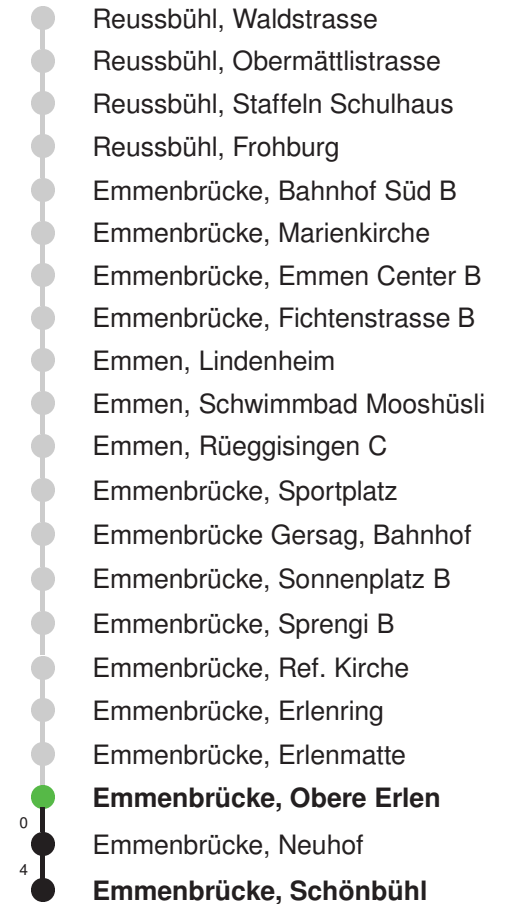 Reussbühl, Waldstrasse
Reussbühl, Obermättlistrasse
Reussbühl, Staffeln Schulhaus
Reussbühl, Frohburg
Emmenbrücke, Bahnhof Süd B
Emmenbrücke, Marienkirche
Emmenbrücke, Emmen Center B
Emmenbrücke, Fichtenstrasse B
Emmen, Lindenheim
Emmen, Schwimmbad Mooshüsli
Emmen, Rüeggisingen C
Emmenbrücke, Sportplatz
Emmenbrücke Gersag, Bahnhof
Emmenbrücke, Sonnenplatz B
Emmenbrücke, Sprengi B
Emmenbrücke, Ref. Kirche
Emmenbrücke, Erlenring
Emmenbrücke, Erlenmatte
Emmenbrücke, Obere Erlen
0
Emmenbrücke, Neuhof
4
Emmenbrücke, Schönbühl